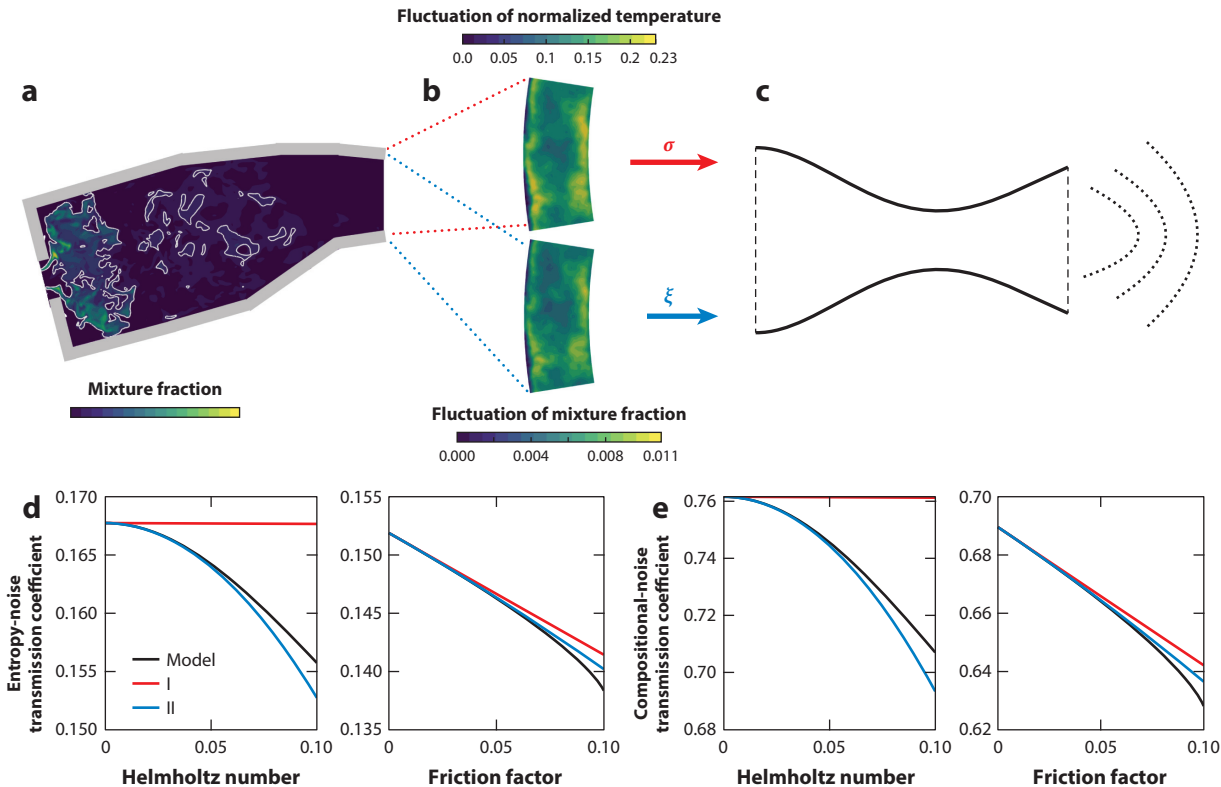 Fluctuation of normalized temperature
0.0 0.05 0.1 0.15 0.2 0.23
a
b
c
σ
ξ
Mixture fraction
Fluctuation of mixture fraction
0.000 0.004 0.008 0.011
d
Entropy-noise
transmission coefficient
0.170
0.165
0.160
0.155
0.150
0 0.05 0.10
Helmholtz number
Model
I
II
0.155
0.150
0.145
0.140
0.135
0 0.05 0.10
Friction factor
e
Compositional-noise
transmission coefficient
0.76
0.74
0.72
0.70
0.68
0 0.05 0.10
Helmholtz number
0.70
0.68
0.66
0.64
0.62
0 0.05 0.10
Friction factor